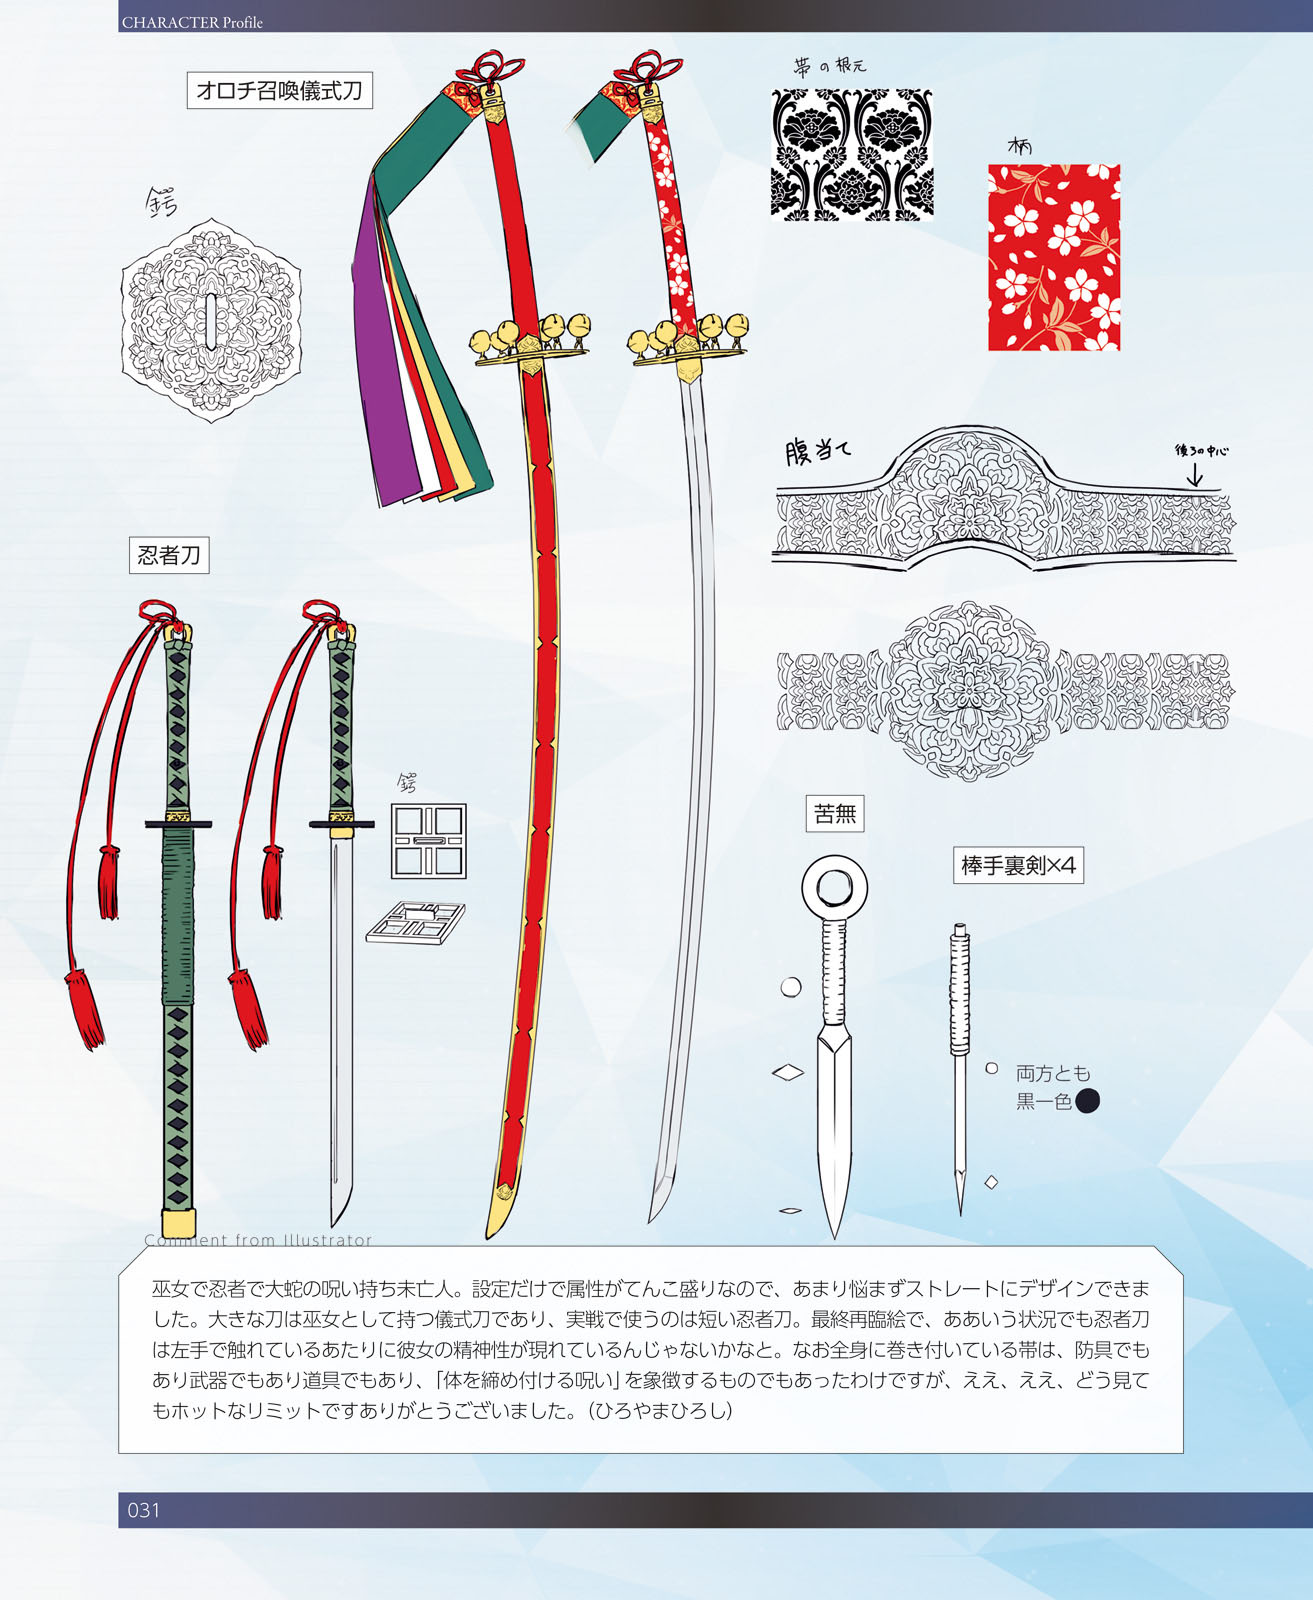 CHARACTER Profile
オロチ召喚儀式刀
帯の根元
柄
鍔
腹当て
後ろの中心
忍者刀
鍔
苦無
棒手裏剣×4
両方とも
黒一色
Comment from Illustrator
巫女で忍者で大蛇の呪い持ち未亡人。設定だけで属性がてんこ盛りなので、あまり悩まずストレートにデザインできま
した。大きな刀は巫女として持つ儀式刀であり、実戦で使うのは短い忍者刀。最終再臨絵で、ああいう状況でも忍者刀
は左手で触れているあたりに彼女の精神性が現れているんじゃないかなと。なお全身に巻き付いている帯は、防具でも
あり武器でもあり道具でもあり、「体を締め付ける呪い」を象徴するものでもあったわけですが、ええ、ええ、どう見て
もホットなリミットですありがとうございました。（ひろやまひろし）
031